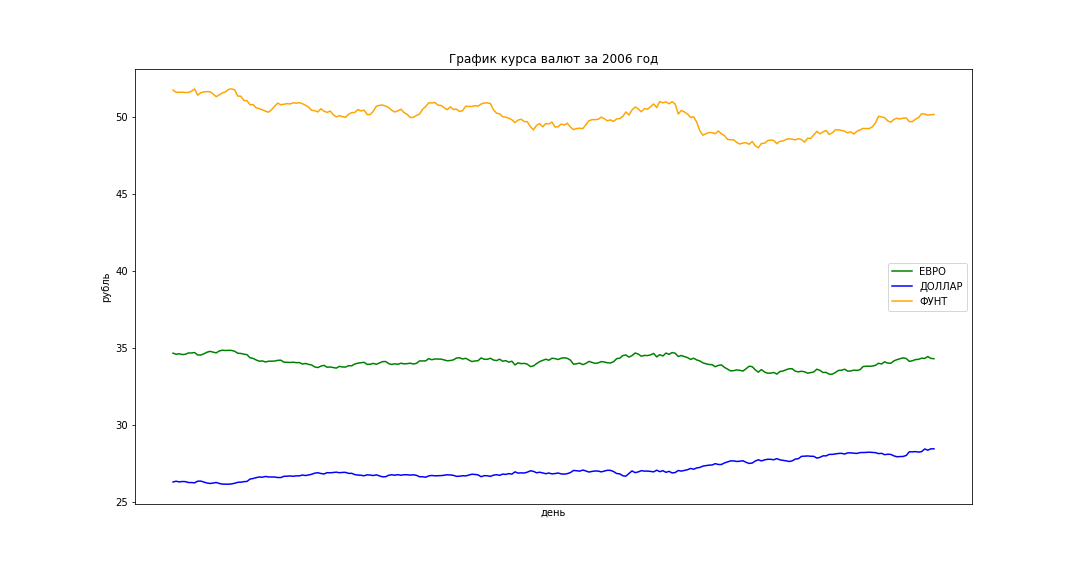 График курса валют за 2006 год
50
45
40
35
30
25
рубль
ЕВРО
ДОЛЛАР
ФУНТ
день